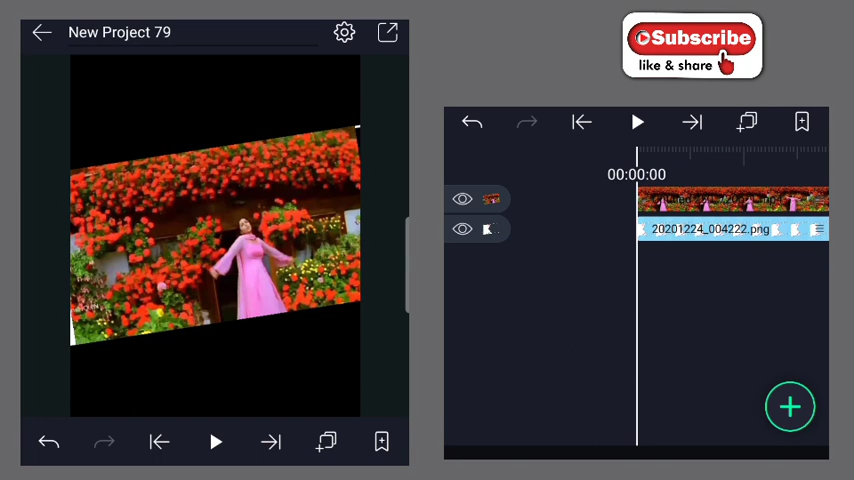 New Project 79
Subscribe
like & share
00:00:00
20201224_004222.png